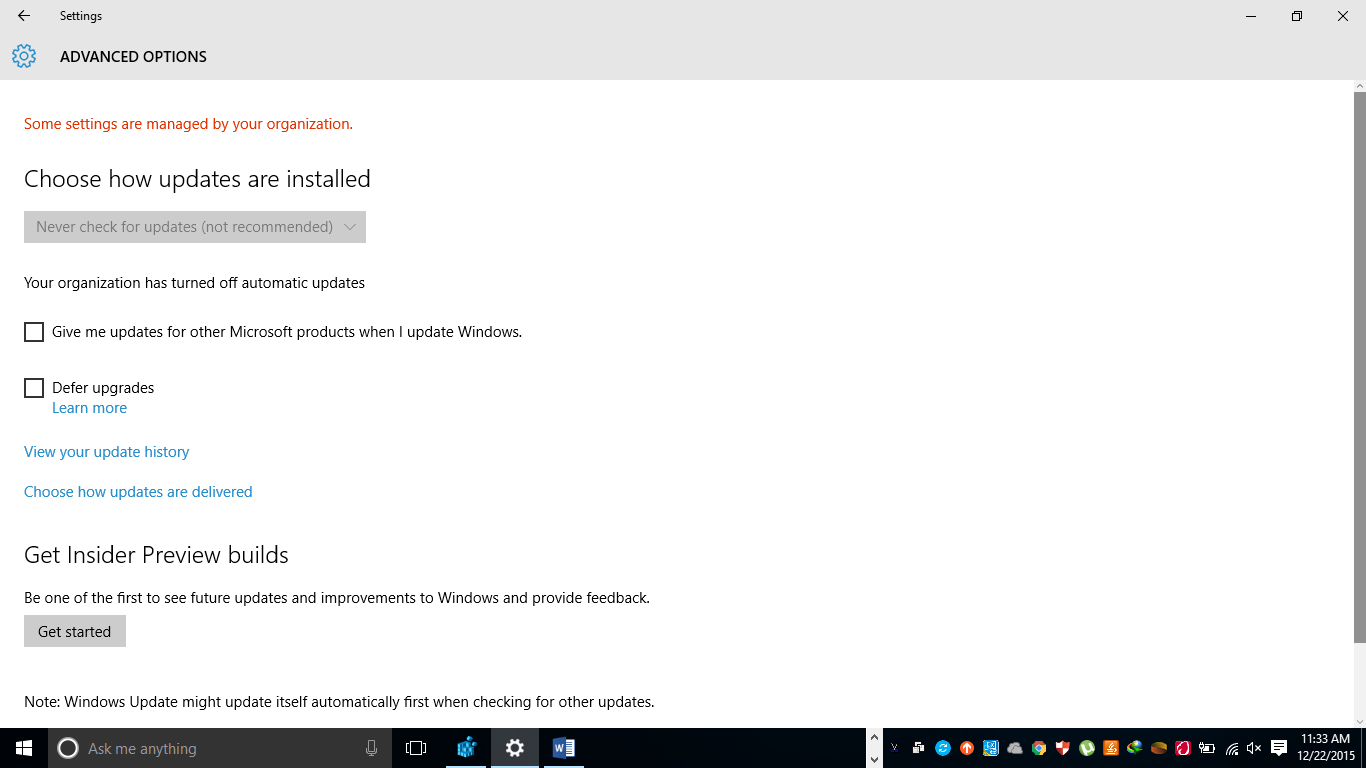 Settings
ADVANCED OPTIONS
Some settings are managed by your organization.
Choose how updates are installed
Never check for updates (not recommended)
Your organization has turned off automatic updates
Give me updates for other Microsoft products when I update Windows.
Defer upgrades
Learn more
View your update history
Choose how updates are delivered
Get Insider Preview builds
Be one of the first to see future updates and improvements to Windows and provide feedback.
Get started
Note: Windows Update might update itself automatically first when checking for other updates.
Ask me anything
11:33 AM
12/22/2015